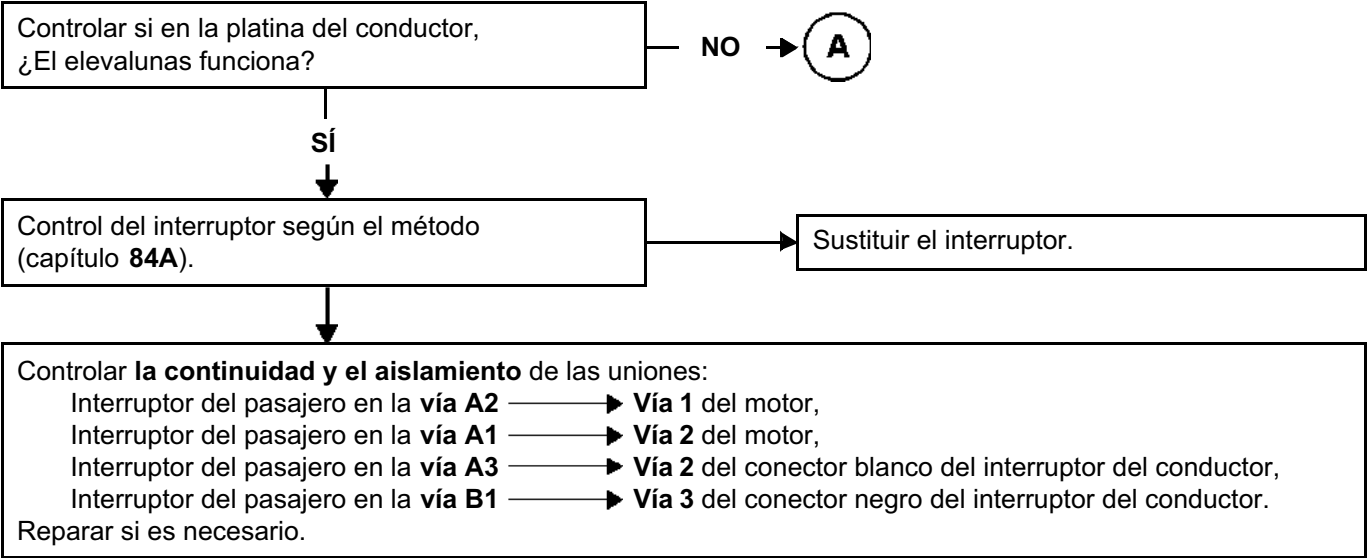 Controlar si en la platina del conductor,
¿El elevalunas funciona?
NO
A
SÍ
Control del interruptor según el método
(capítulo 84A).
Sustituir el interruptor.
Controlar la continuidad y el aislamiento de las uniones:
Interruptor del pasajero en la vía A2 Vía 1 del motor,
Interruptor del pasajero en la vía A1 Vía 2 del motor,
Interruptor del pasajero en la vía A3 Vía 2 del conector blanco del interruptor del conductor,
Interruptor del pasajero en la vía B1 Vía 3 del conector negro del interruptor del conductor.
Reparar si es necesario.